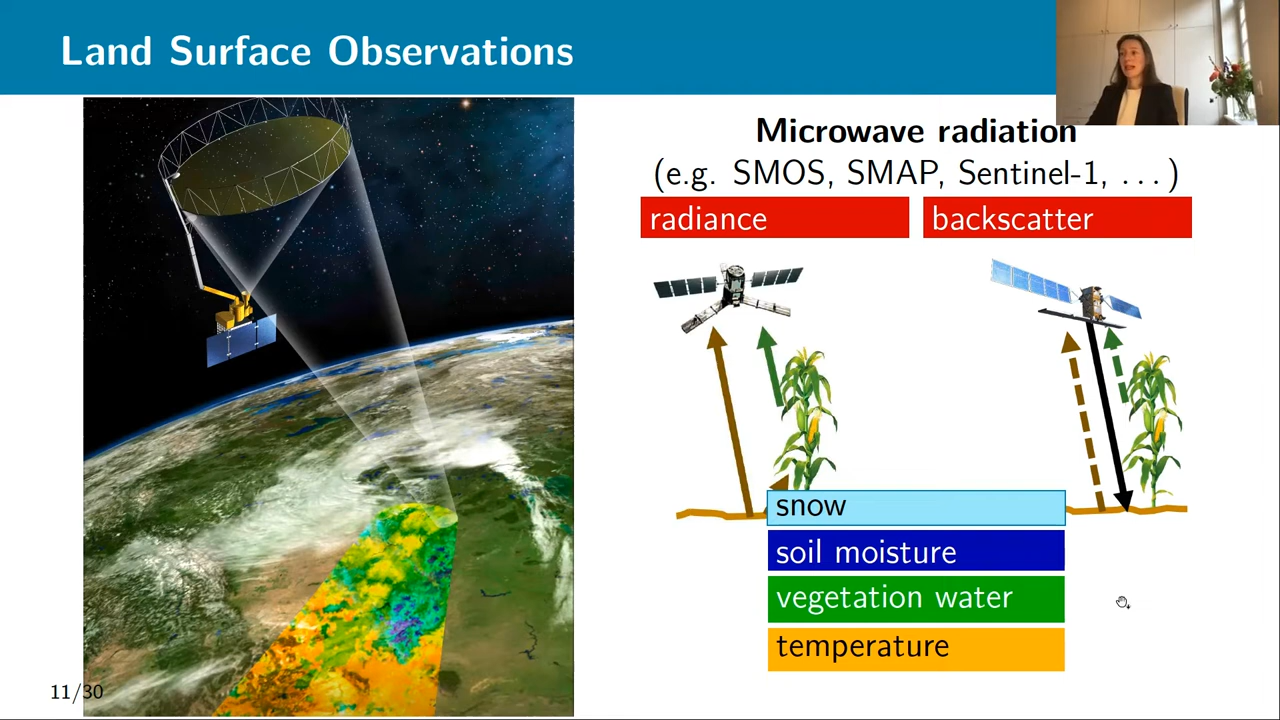 Land Surface Observations
Microwave radiation
(e.g. SMOS, SMAP, Sentinel-1, ...)
radiance
backscatter
snow
soil moisture
vegetation water
temperature
11/30